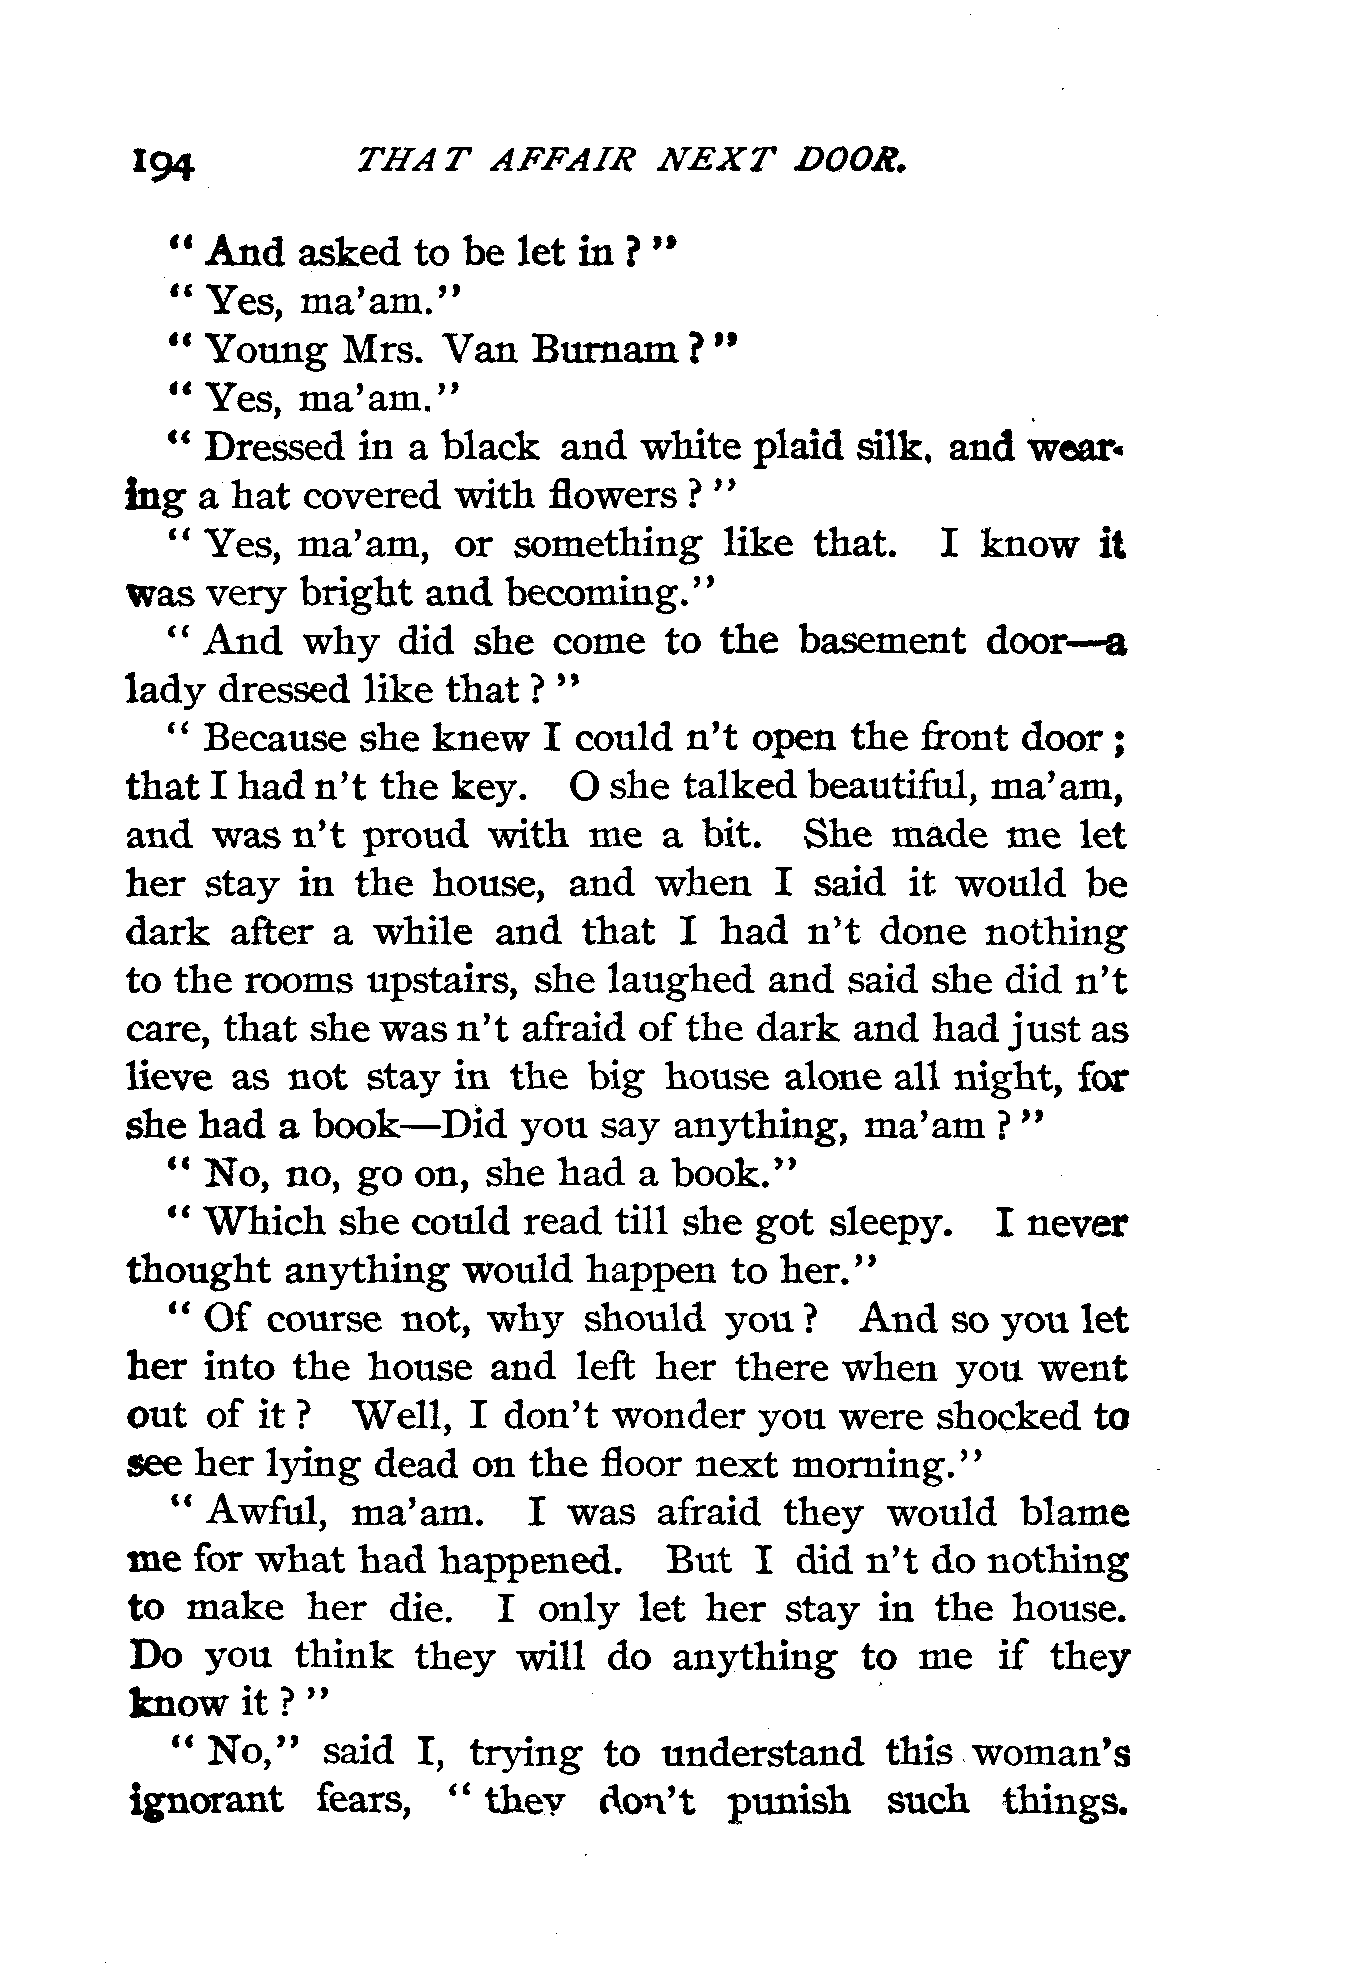 194 THAT AFFAIR NEXT DOOR.
" And asked to be let in ? "
" Yes, ma'am."
" Young Mrs. Van Burnam ? "
" Yes, ma'am."
" Dressed in a black and white plaid silk, and wear-
ing a hat covered with flowers ? "
" Yes, ma'am, or something like that. I know it
was very bright and becoming."
" And why did she come to the basement door—a
lady dressed like that ? "
" Because she knew I could n't open the front door ;
that I had n't the key. O she talked beautiful, ma'am,
and was n't proud with me a bit. She made me let
her stay in the house, and when I said it would be
dark after a while and that I had n't done nothing
to the rooms upstairs, she laughed and said she did n't
care, that she was n't afraid of the dark and had just as
lieve as not stay in the big house alone all night, for
she had a book—Did you say anything, ma'am ? "
" No, no, go on, she had a book."
" Which she could read till she got sleepy. I never
thought anything would happen to her."
" Of course not, why should you ? And so you let
her into the house and left her there when you went
out of it ? Well, I don't wonder you were shocked to
see her lying dead on the floor next morning."
" Awful, ma'am. I was afraid they would blame
me for what had happened. But I did n't do nothing
to make her die. I only let her stay in the house.
Do you think they will do anything to me if they
know it ? "
" No," said I, trying to understand this woman's
ignorant fears, " they don't punish such things.